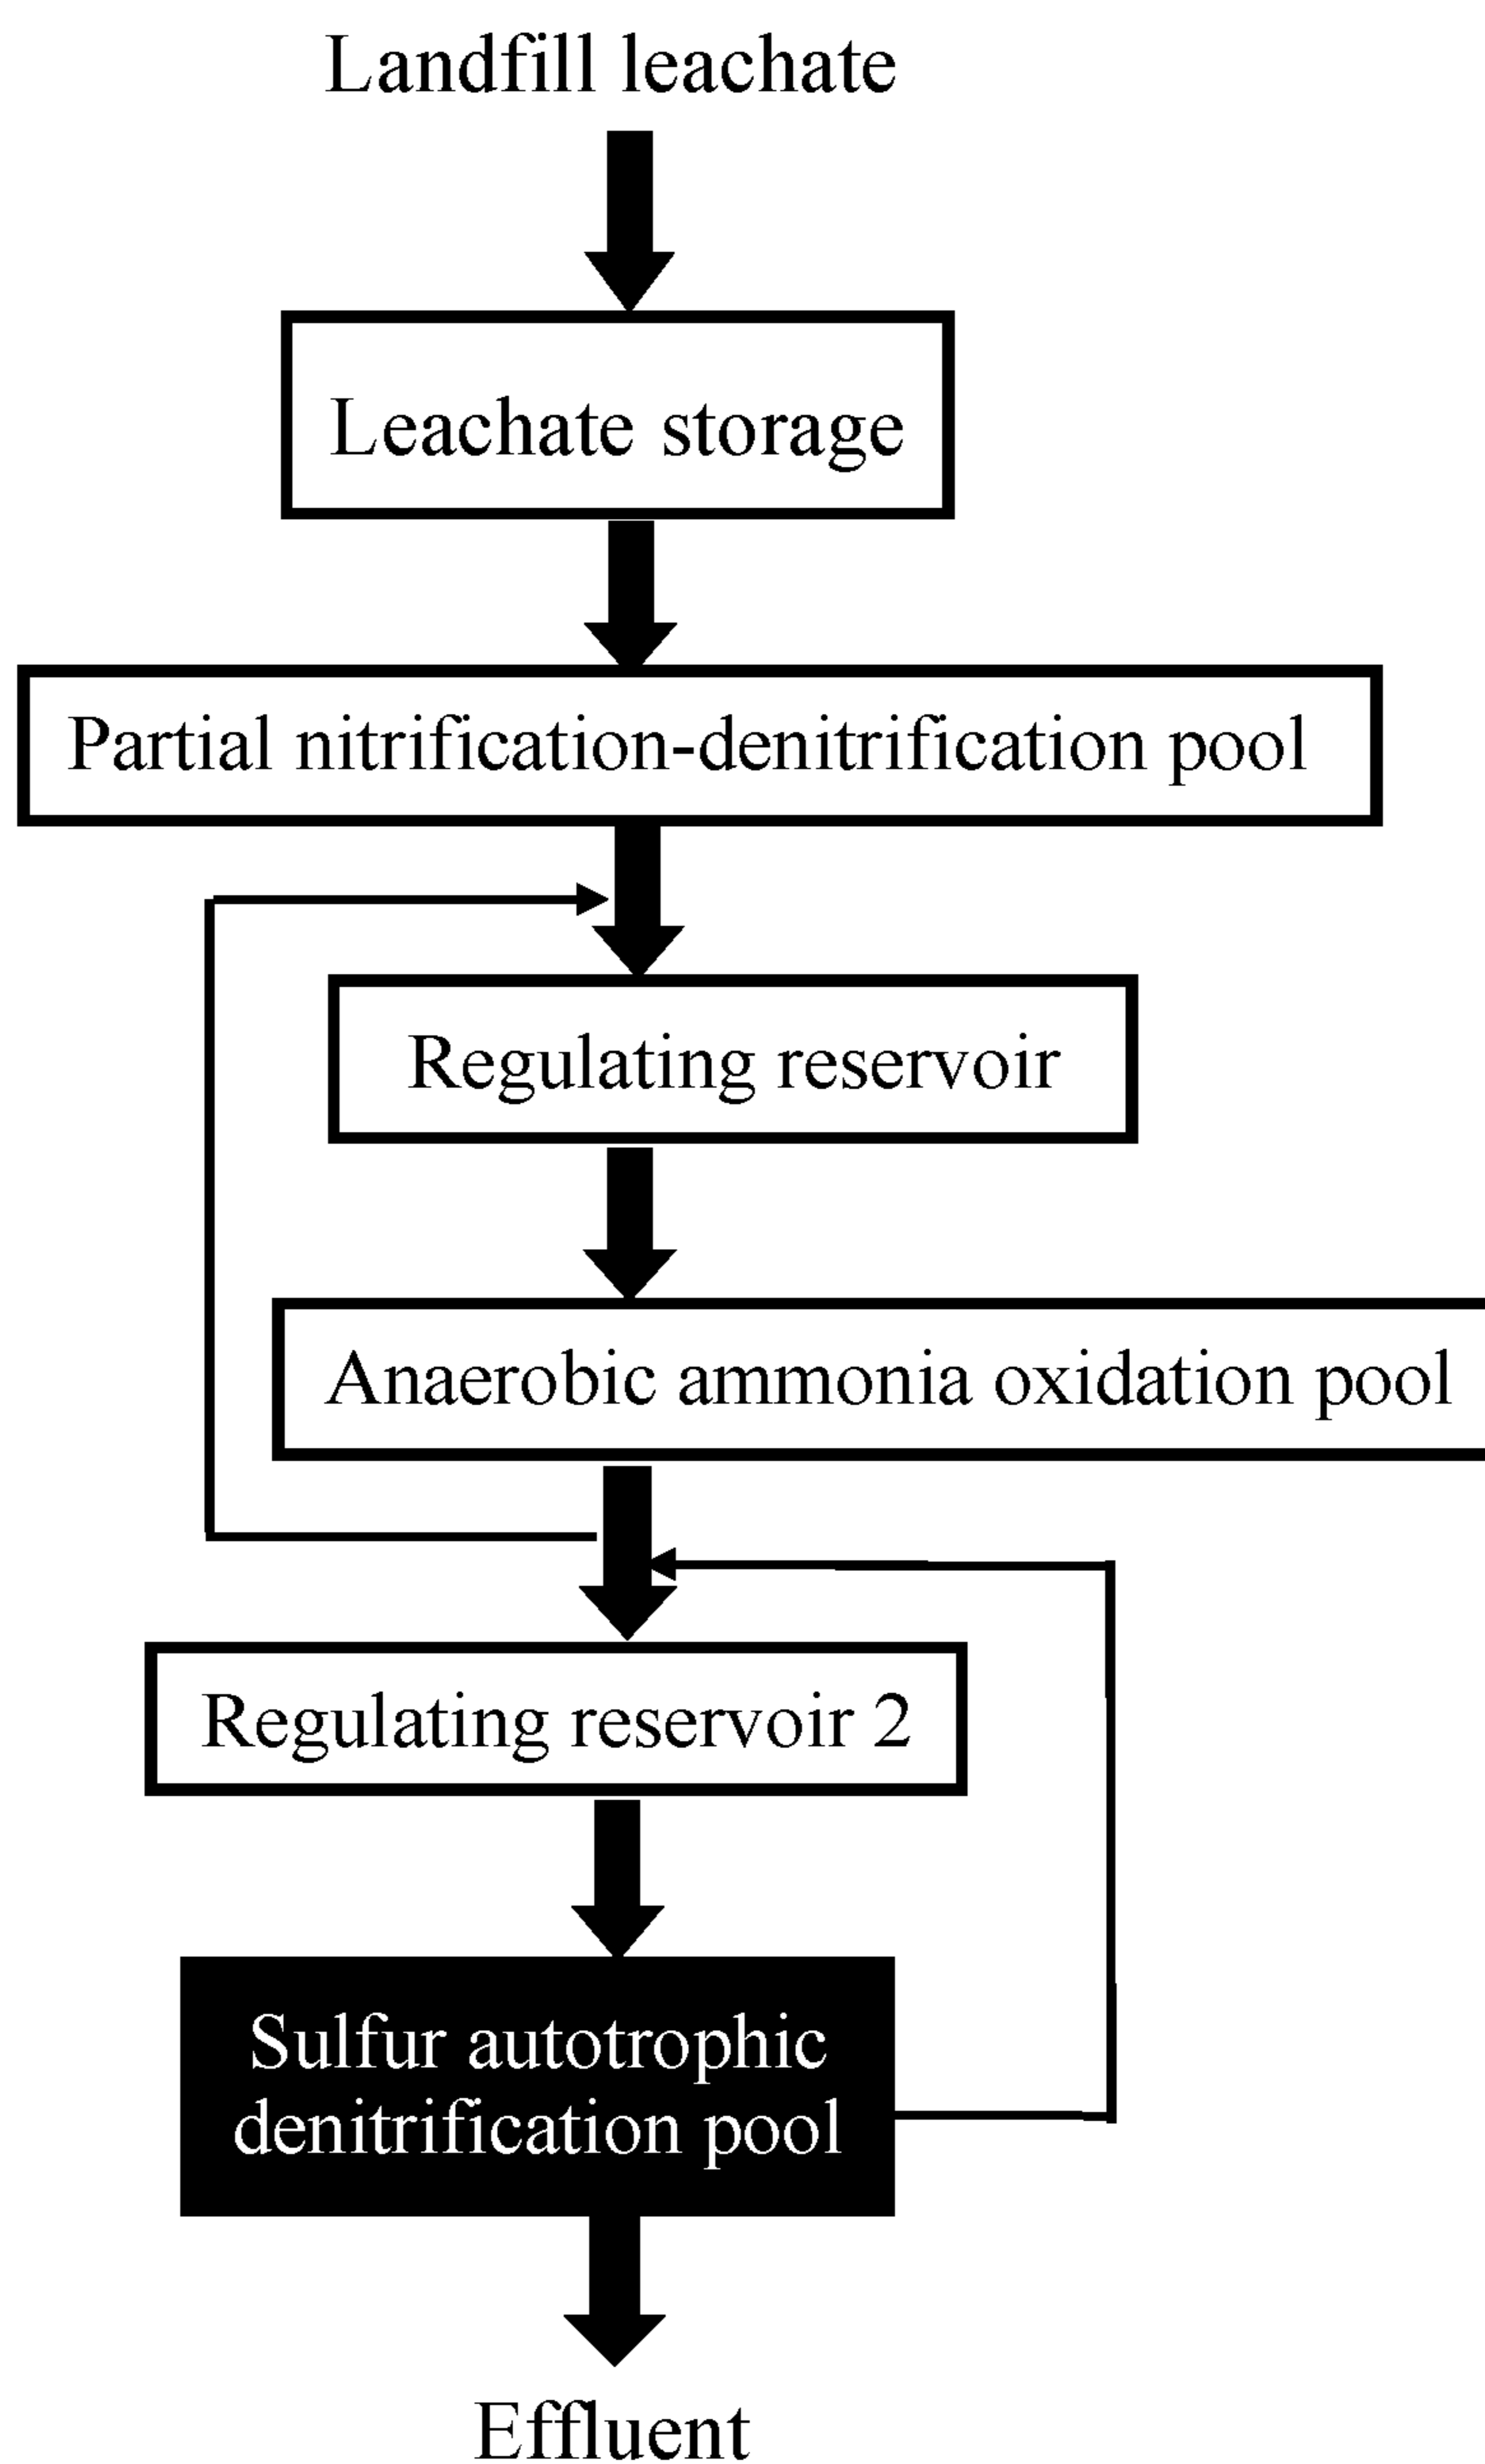 Landfill leachate
Leachate storage
Partial nitrification-denitrification pool
Regulating reservoir
Anaerobic ammonia oxidation pool
Regulating reservoir 2
Sulfur autotrophic
denitrification pool
Effluent